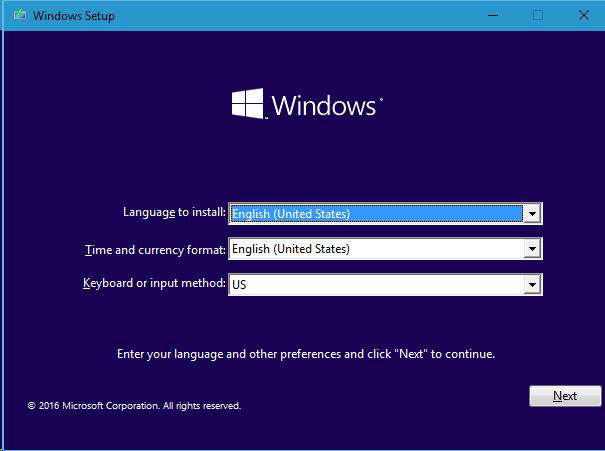 Windows Setup
Windows
Language to install: English (United States)
Time and currency format: English (United States)
Keyboard or input method: US
Enter your language and other preferences and click "Next" to continue.
Next
© 2016 Microsoft Corporation. All rights reserved.